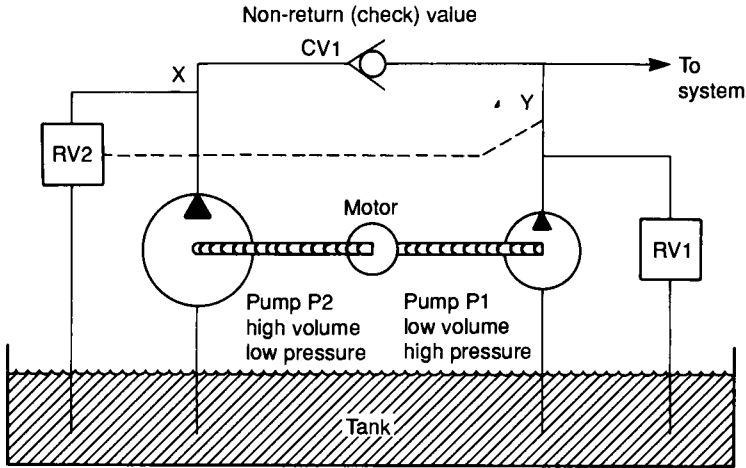 Non-return (check) value
CV1
X
To
system
Y
RV2
Motor
RV1
Pump P2
high volume
low pressure
Pump P1
low volume
high pressure
Tank